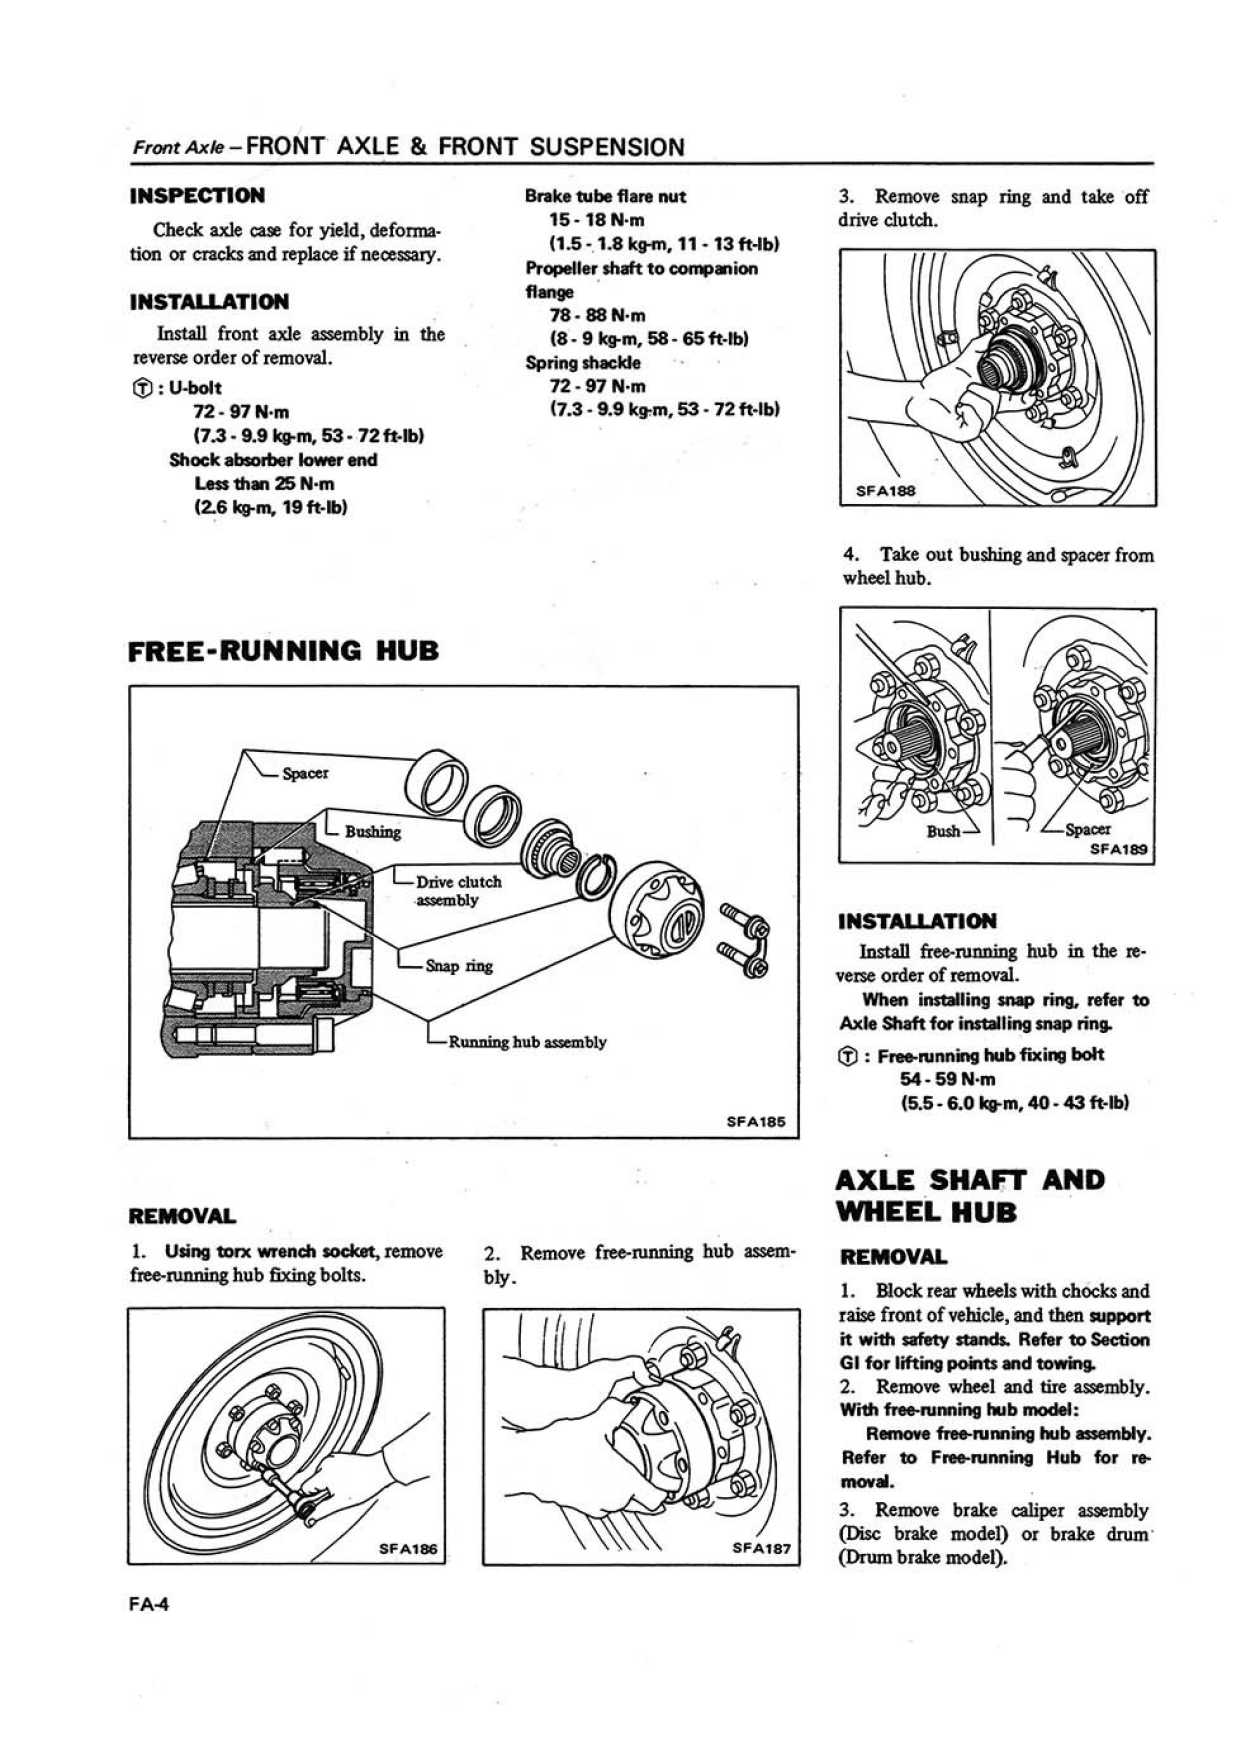 Front Axle – FRONT AXLE & FRONT SUSPENSION
INSPECTION
Check axle case for yield, deforma-
tion or cracks and replace if necessary.
INSTALLATION
Install front axle assembly in the
reverse order of removal.
Ⓣ : U-bolt
72 - 97 N·m
(7.3 - 9.9 kg-m, 53 - 72 ft-lb)
Shock absorber lower end
Less than 25 N·m
(2.6 kg-m, 19 ft-lb)
Brake tube flare nut
15 - 18 N·m
(1.5 - 1.8 kg-m, 11 - 13 ft-lb)
Propeller shaft to companion
flange
78 - 88 N·m
(8 - 9 kg-m, 58 - 65 ft-lb)
Spring shackle
72 - 97 N·m
(7.3 - 9.9 kg-m, 53 - 72 ft-lb)
FREE-RUNNING HUB
Spacer
Bushing
Drive clutch
assembly
Snap ring
Running hub assembly
SFA185
REMOVAL
1. Using torx wrench socket, remove
free-running hub fixing bolts.
SFA186
2. Remove free-running hub assem-
bly.
SFA187
3. Remove snap ring and take off
drive clutch.
SFA188
4. Take out bushing and spacer from
wheel hub.
Bush
Spacer
SFA189
INSTALLATION
Install free-running hub in the re-
verse order of removal.
When installing snap ring, refer to
Axle Shaft for installing snap ring.
Ⓣ : Free-running hub fixing bolt
54 - 59 N·m
(5.5 - 6.0 kg-m, 40 - 43 ft-lb)
AXLE SHAFT AND
WHEEL HUB
REMOVAL
1. Block rear wheels with chocks and
raise front of vehicle, and then support
it with safety stands. Refer to Section
GI for lifting points and towing.
2. Remove wheel and tire assembly.
With free-running hub model:
Remove free-running hub assembly.
Refer to Free-running Hub for re-
moval.
3. Remove brake caliper assembly
(Disc brake model) or brake drum
(Drum brake model).
FA-4